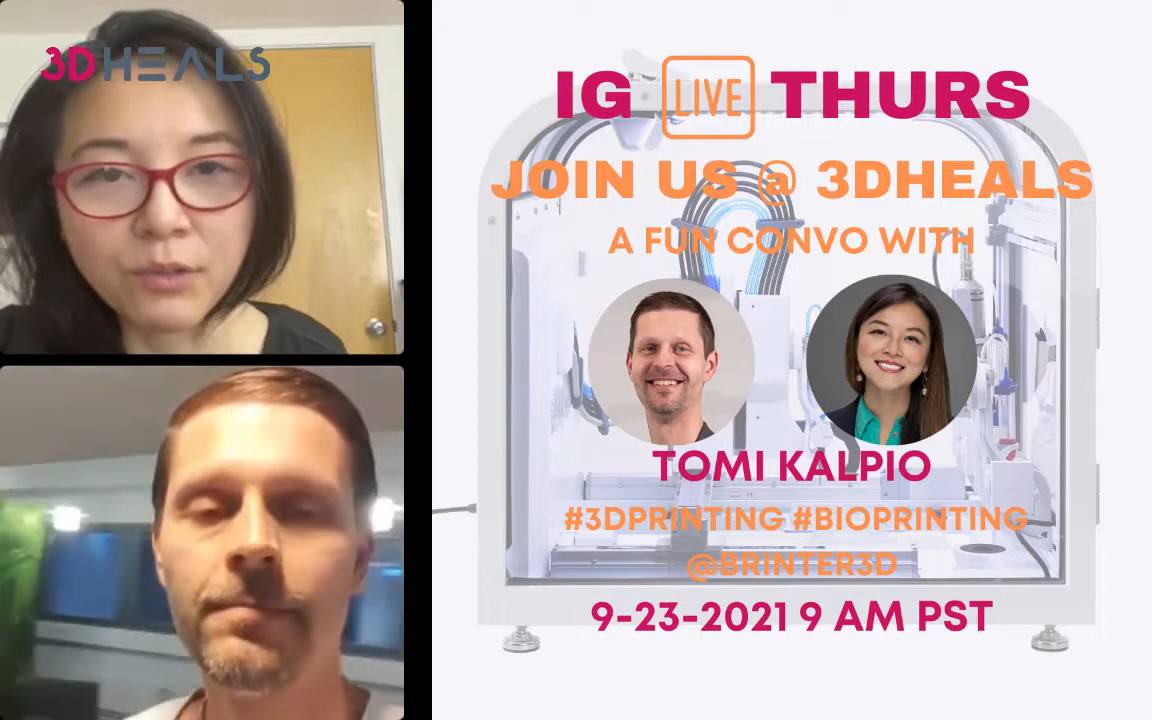 3DHEALS
IG LIVE THURS
JOIN US @ 3DHEALS
A FUN CONVO WITH
TOMI KALPIO
#3DPRINTING #BIOPRINTING
@BRINTER3D
9-23-2021 9 AM PST